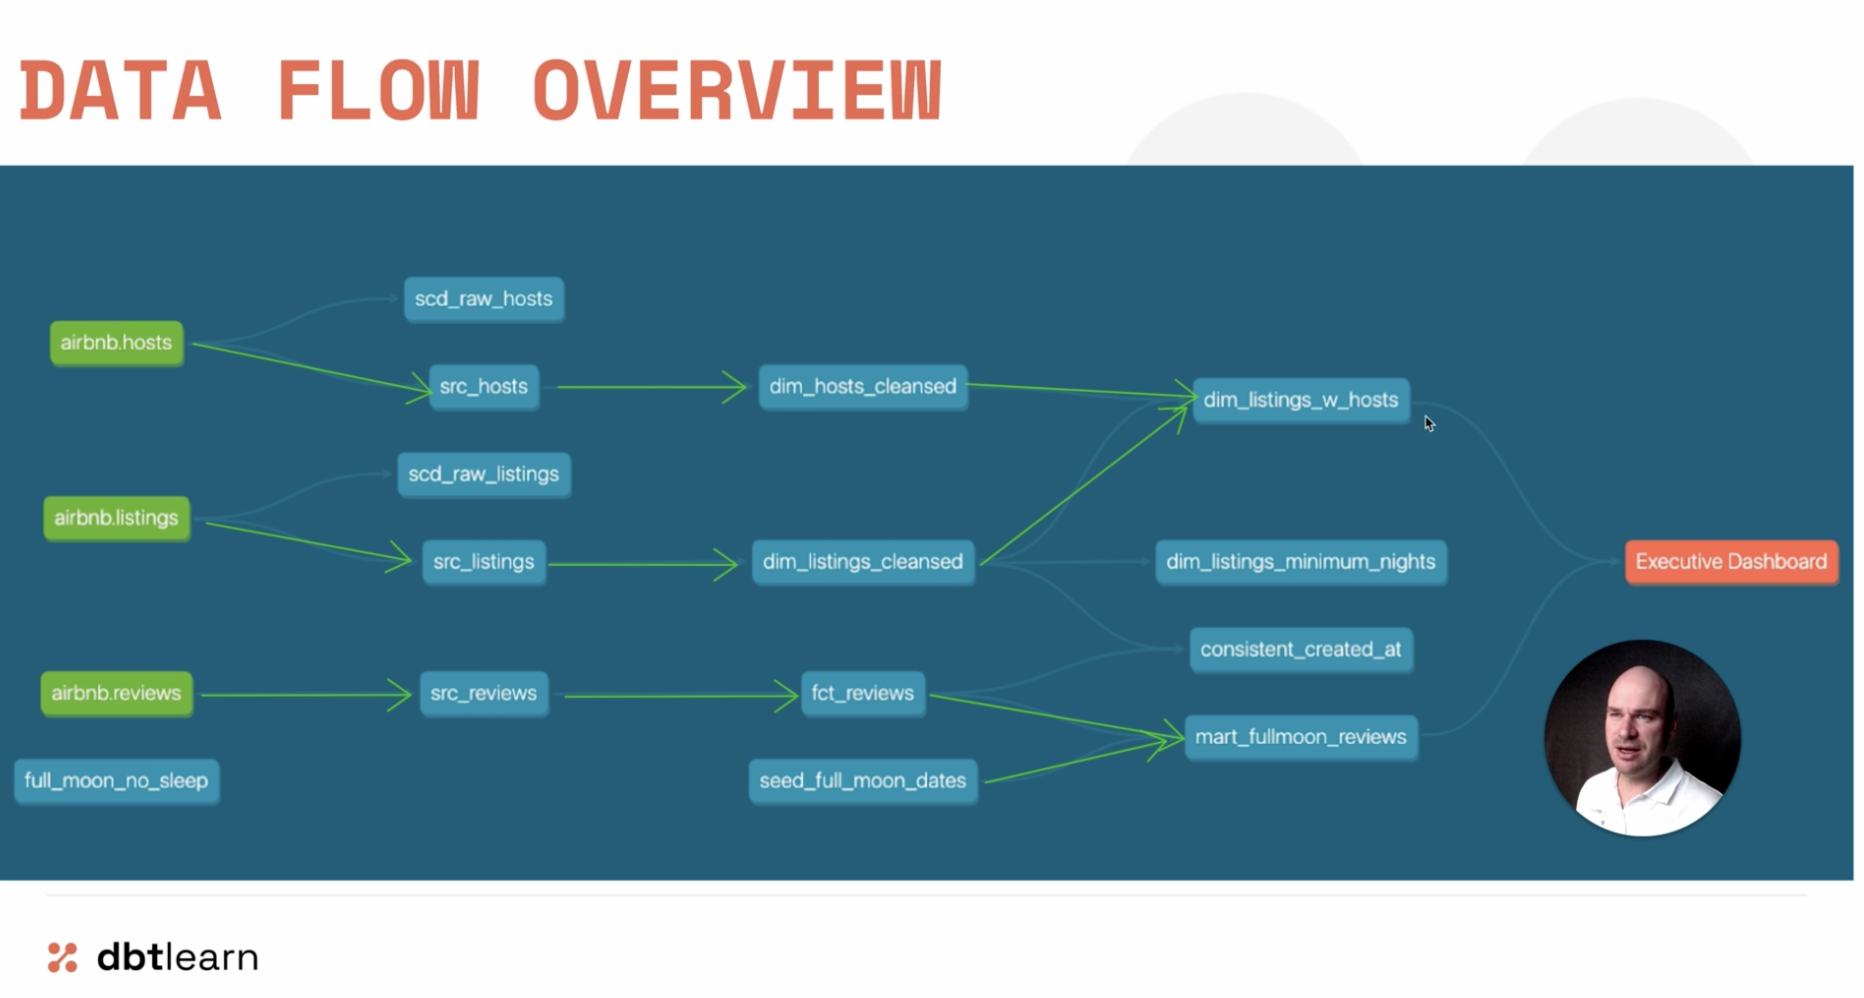 DATA FLOW OVERVIEW
scd_raw_hosts
airbnb.hosts
src_hosts
dim_hosts_cleansed
dim_listings_w_hosts
scd_raw_listings
airbnb.listings
src_listings
dim_listings_cleansed
dim_listings_minimum_nights
Executive Dashboard
consistent_created_at
airbnb.reviews
src_reviews
fct_reviews
mart_fullmoon_reviews
full_moon_no_sleep
seed_full_moon_dates
dbtlearn